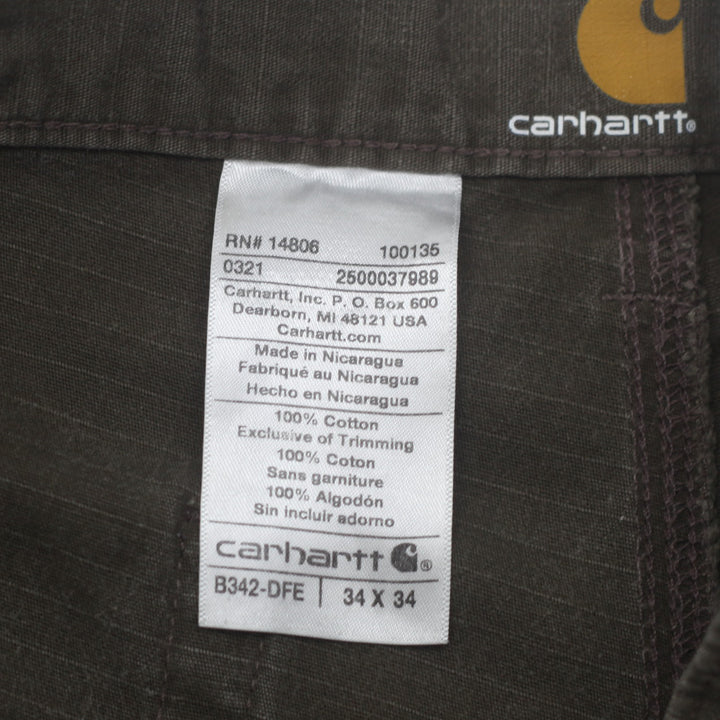 carhartt®
RN# 14806 100135
0321 2500037989
Carhartt, Inc. P. O. Box 600
Dearborn, MI 48121 USA
Carhartt.com
Made in Nicaragua
Fabriqué au Nicaragua
Hecho en Nicaragua
100% Cotton
Exclusive of Trimming
100% Coton
Sans garniture
100% Algodón
Sin incluir adorno
carhartt ®
B342-DFE | 34 X 34